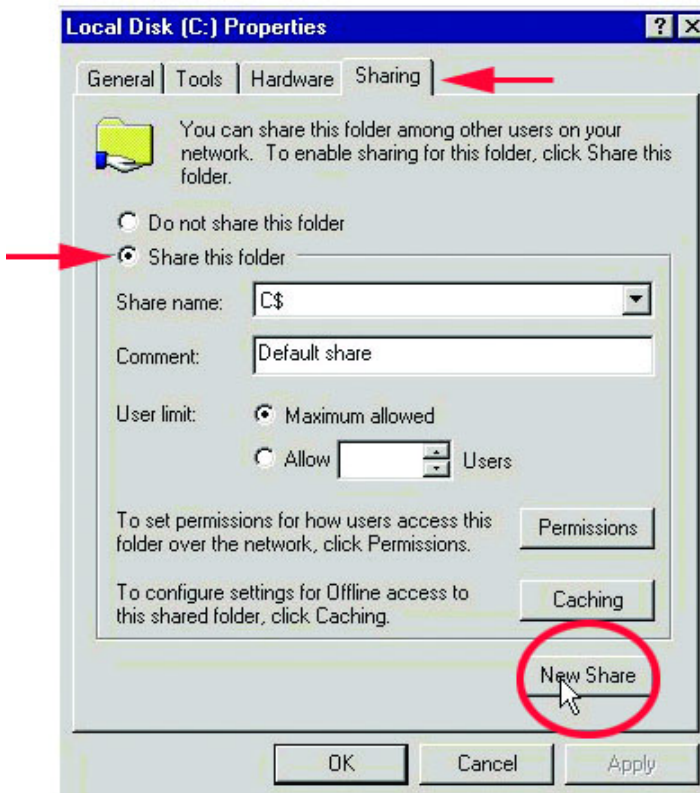 Local Disk (C:) Properties
? X
General Tools Hardware Sharing
You can share this folder among other users on your
network. To enable sharing for this folder, click Share this
folder.
Do not share this folder
Share this folder
Share name: C$
Comment: Default share
User limit: Maximum allowed
Allow Users
To set permissions for how users access this
folder over the network, click Permissions.
Permissions
To configure settings for Offline access to
this shared folder, click Caching.
Caching
New Share
OK Cancel Apply